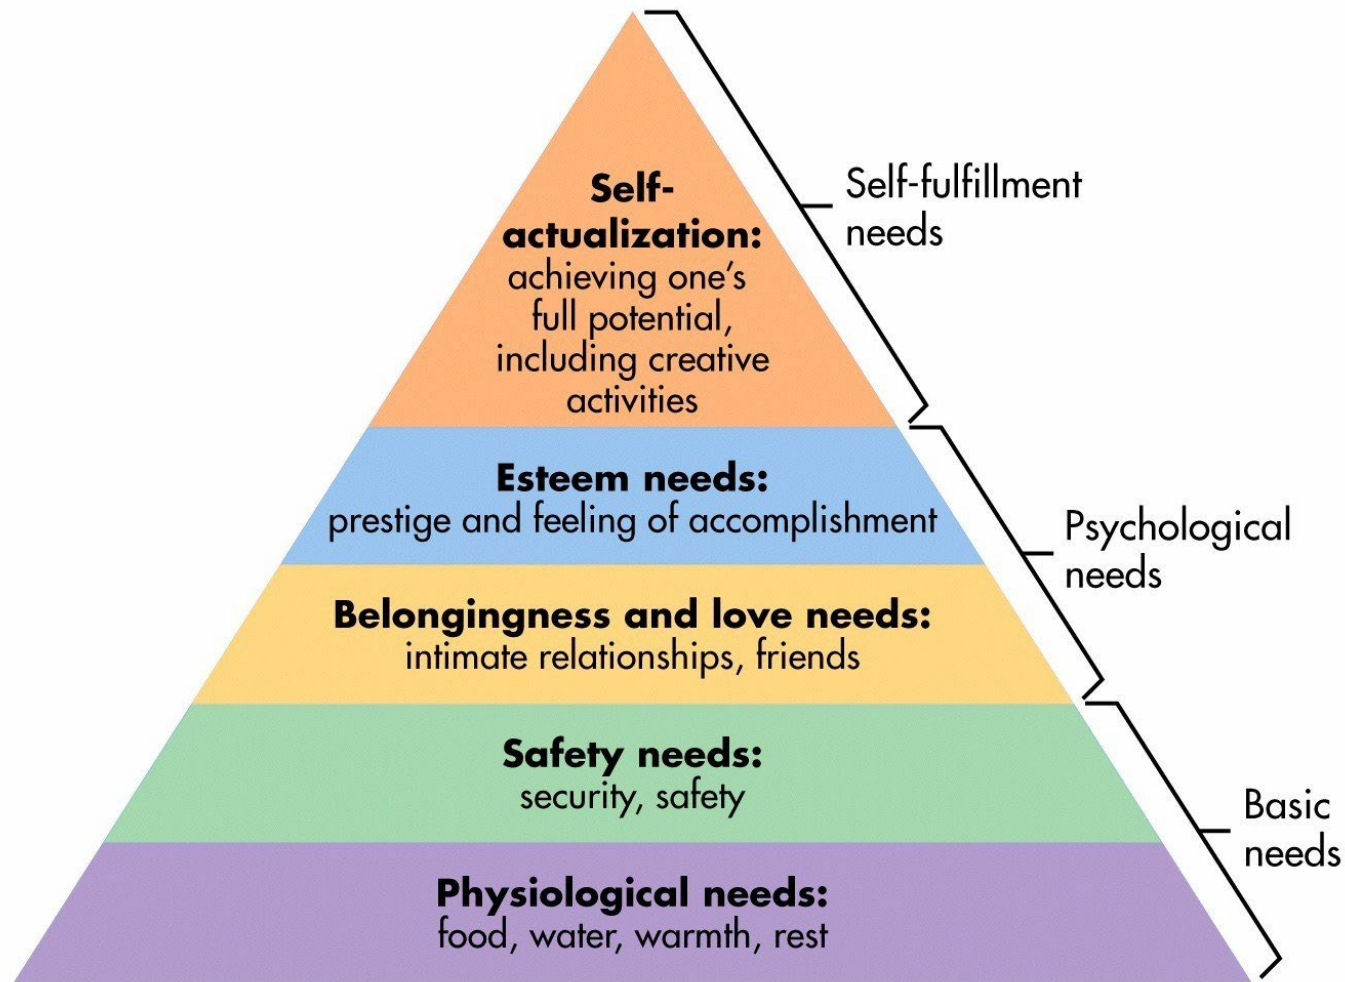 Self-
actualization:
achieving one's
full potential,
including creative
activities
Self-fulfillment
needs
Esteem needs:
prestige and feeling of accomplishment
Psychological
needs
Belongingness and love needs:
intimate relationships, friends
Safety needs:
security, safety
Basic
needs
Physiological needs:
food, water, warmth, rest